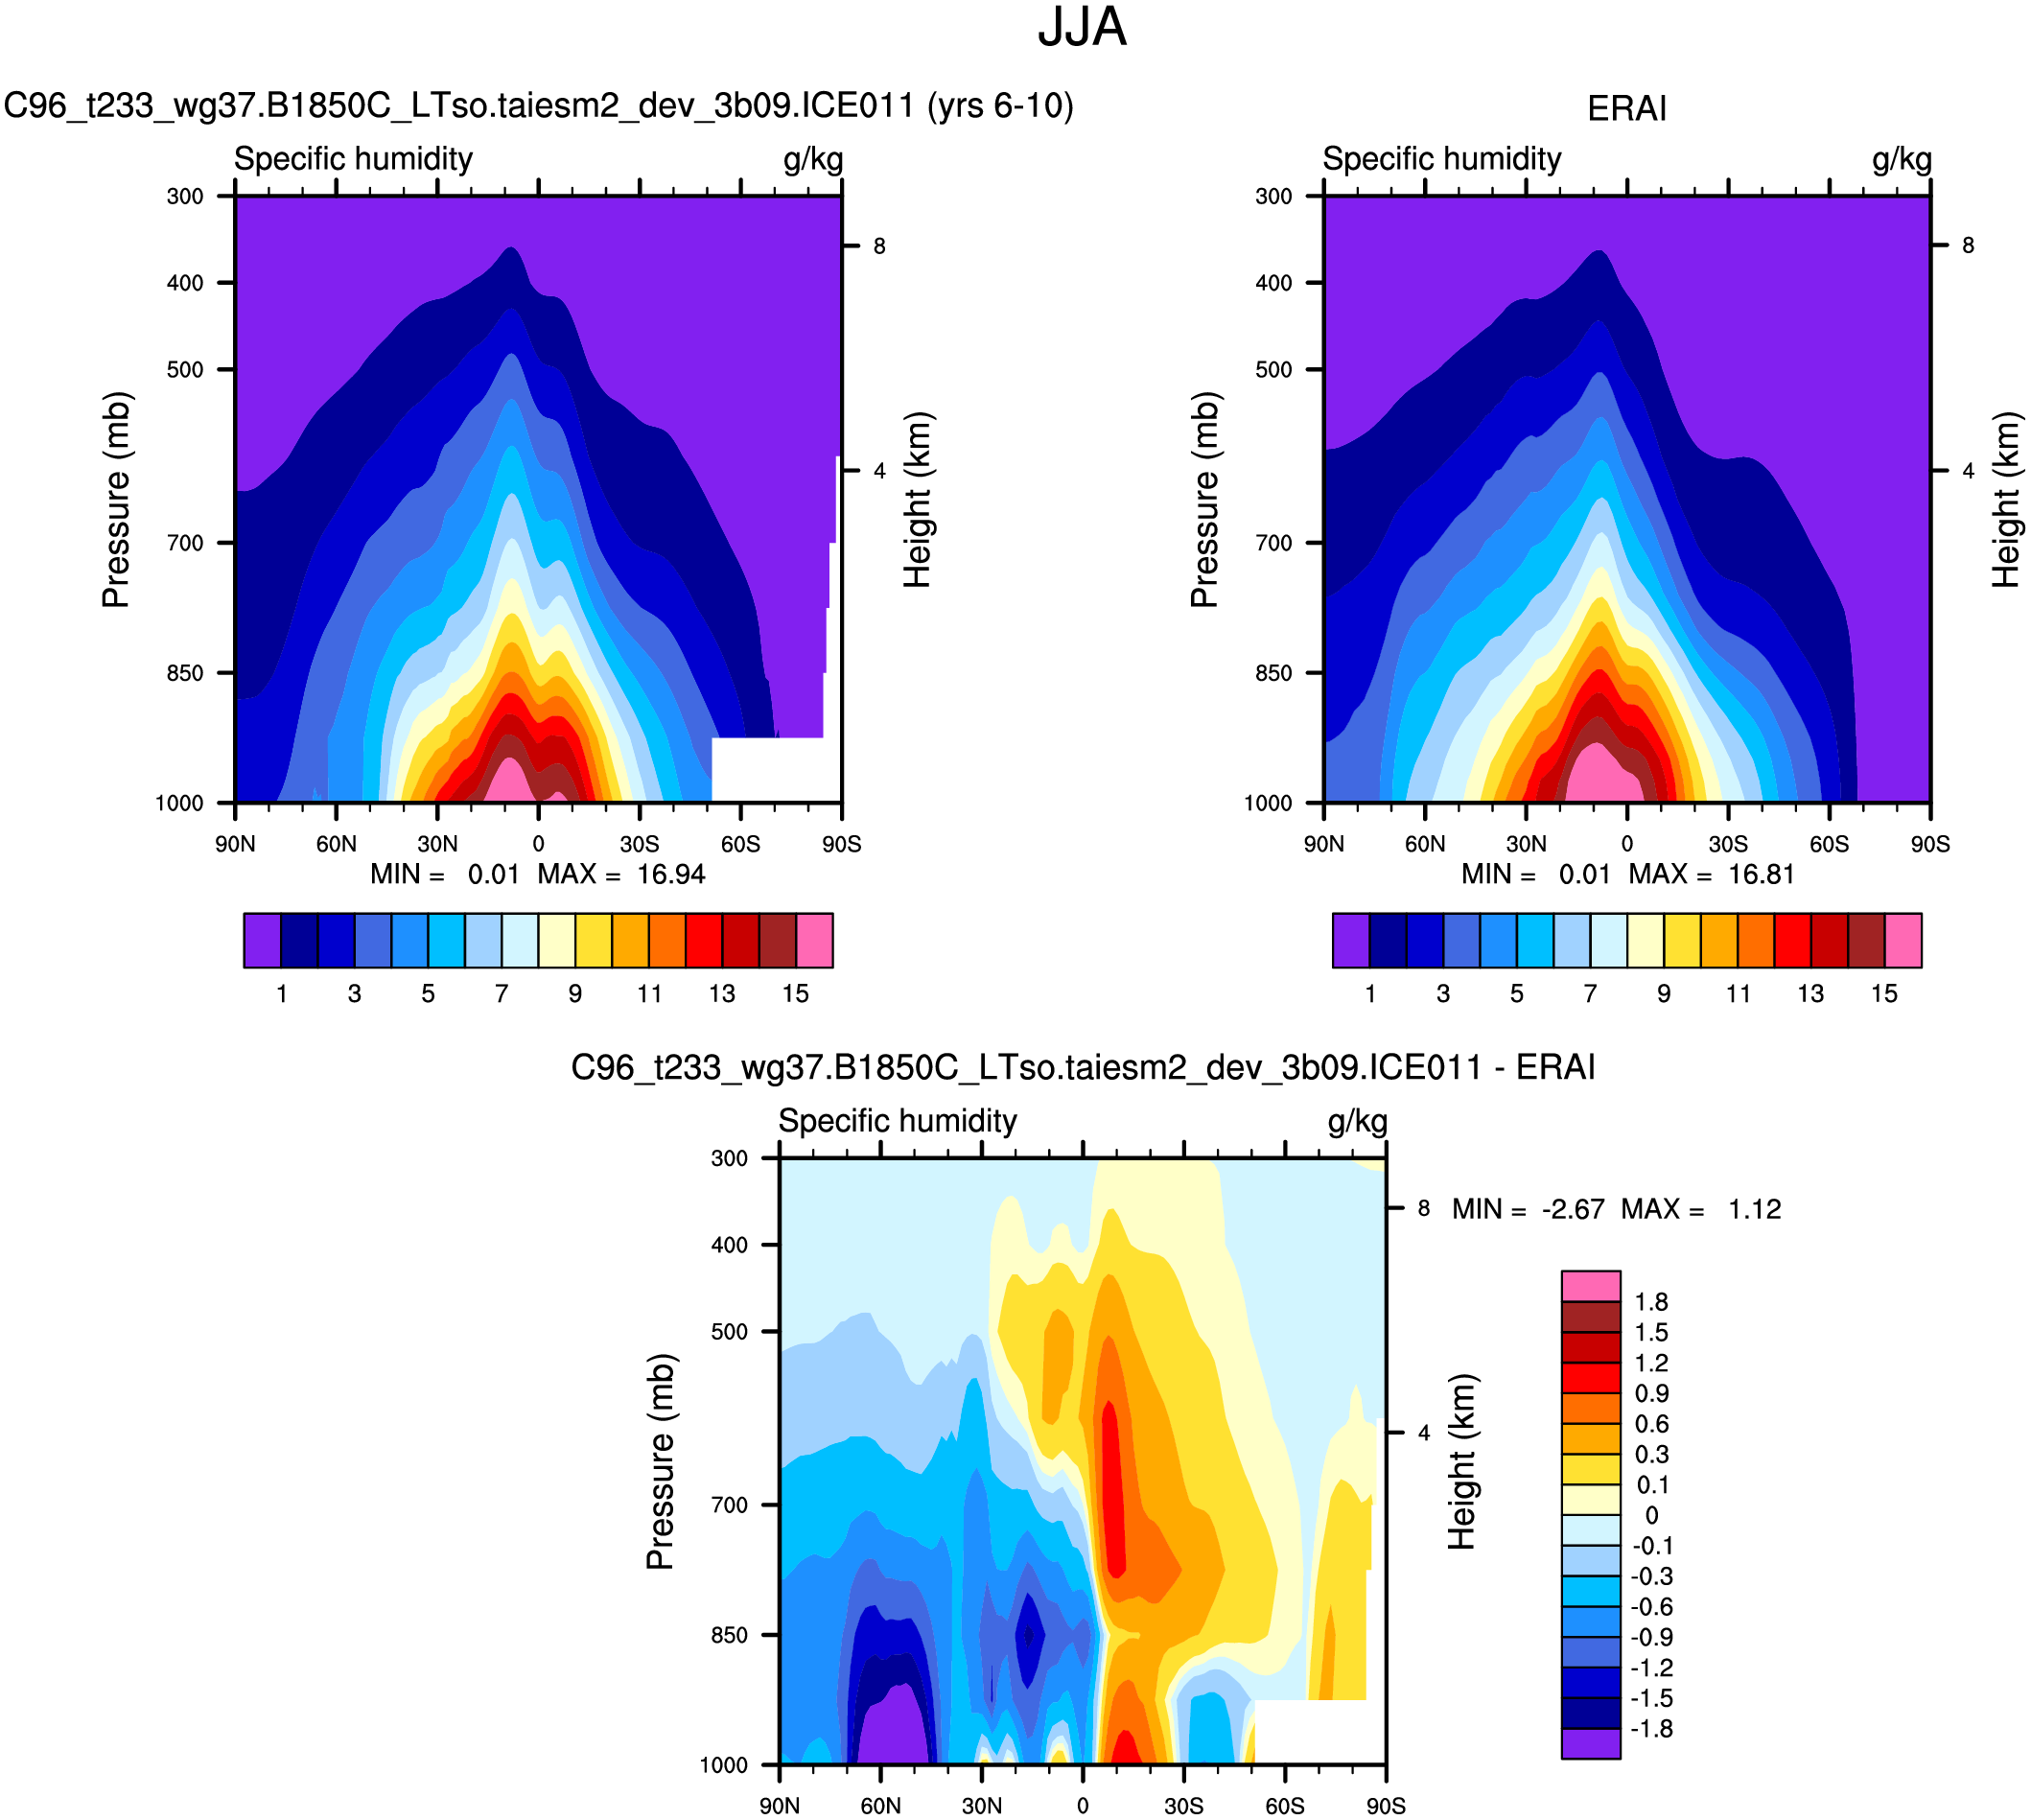 JJA
C96_t233_wg37.B1850C_LTso.taiesm2_dev_3b09.ICE011 (yrs 6-10)
Specific humidity g/kg
300
400
500
700
850
1000
Pressure (mb)
8
4
Height (km)
90N 60N 30N 0 30S 60S 90S
MIN = 0.01 MAX = 16.94
1 3 5 7 9 11 13 15
ERAI
Specific humidity g/kg
300
400
500
700
850
1000
Pressure (mb)
8
4
Height (km)
90N 60N 30N 0 30S 60S 90S
MIN = 0.01 MAX = 16.81
1 3 5 7 9 11 13 15
C96_t233_wg37.B1850C_LTso.taiesm2_dev_3b09.ICE011 - ERAI
Specific humidity g/kg
300
400
500
700
850
1000
Pressure (mb)
8
4
Height (km)
90N 60N 30N 0 30S 60S 90S
MIN = -2.67 MAX = 1.12
1.8
1.5
1.2
0.9
0.6
0.3
0.1
0
-0.1
-0.3
-0.6
-0.9
-1.2
-1.5
-1.8